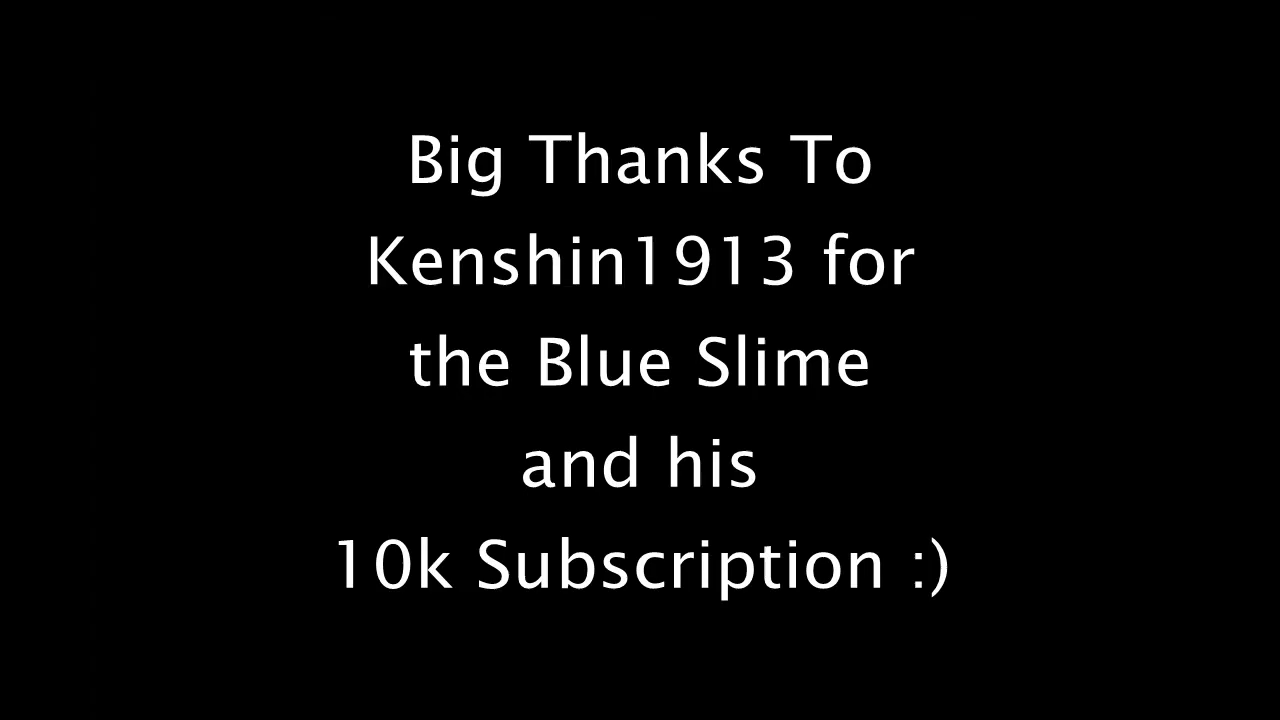 Big Thanks To
Kenshin1913 for
the Blue Slime
and his
10k Subscription :)